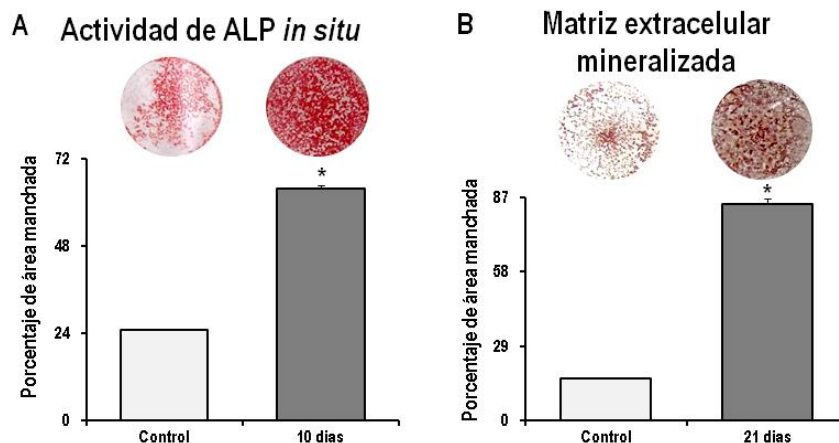 A Actividad de ALP in situ
Porcentaje de área manchada
72
48
24
0
*
Control
10 dias
B Matriz extracelular
mineralizada
Porcentaje de área manchada
87
58
29
0
*
Control
21 dias